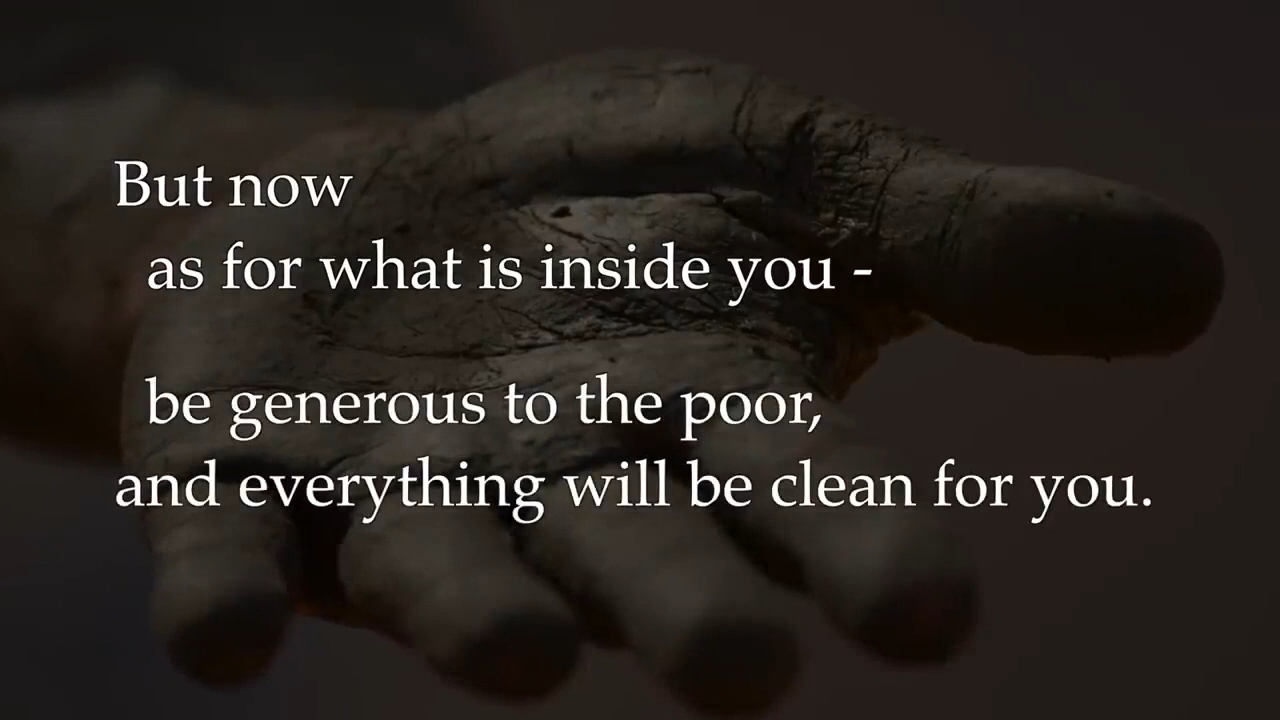 But now
as for what is inside you -
be generous to the poor,
and everything will be clean for you.